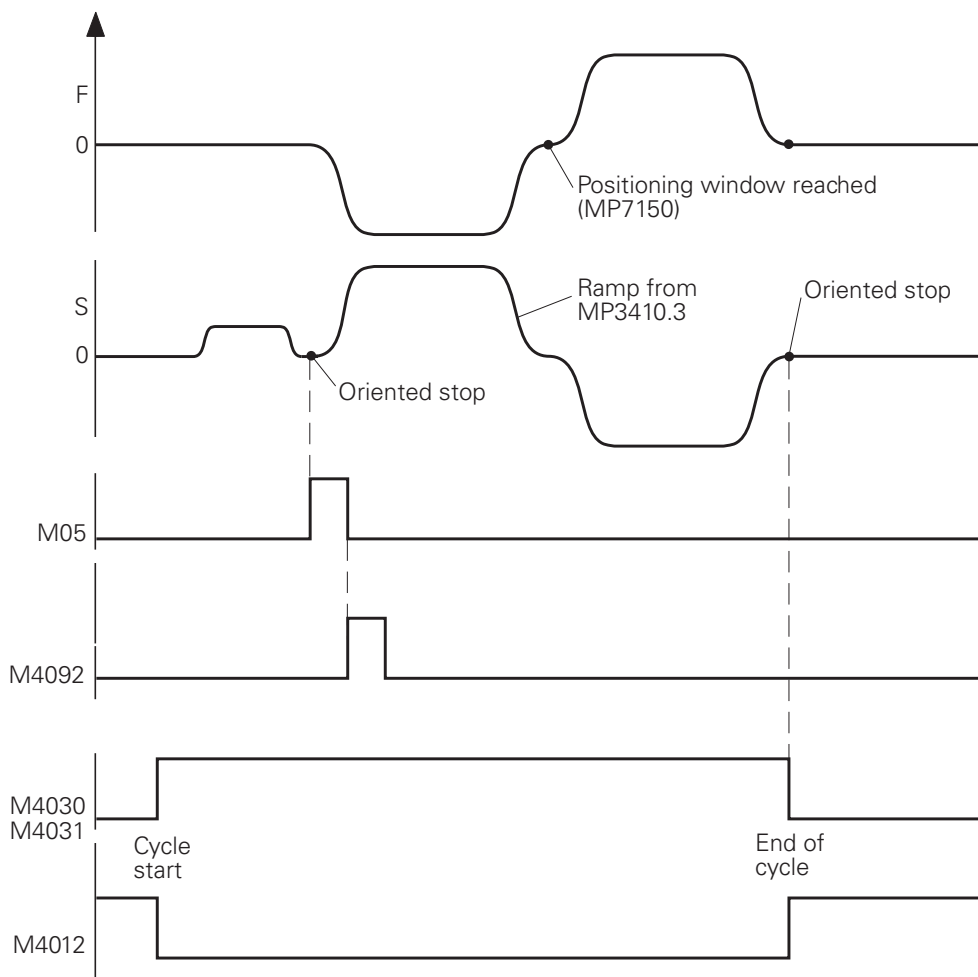 F
0
Positioning window reached
(MP7150)
S
0
Ramp from
MP3410.3
Oriented stop
Oriented stop
M05
M4092
M4030
M4031
Cycle
start
End of
cycle
M4012